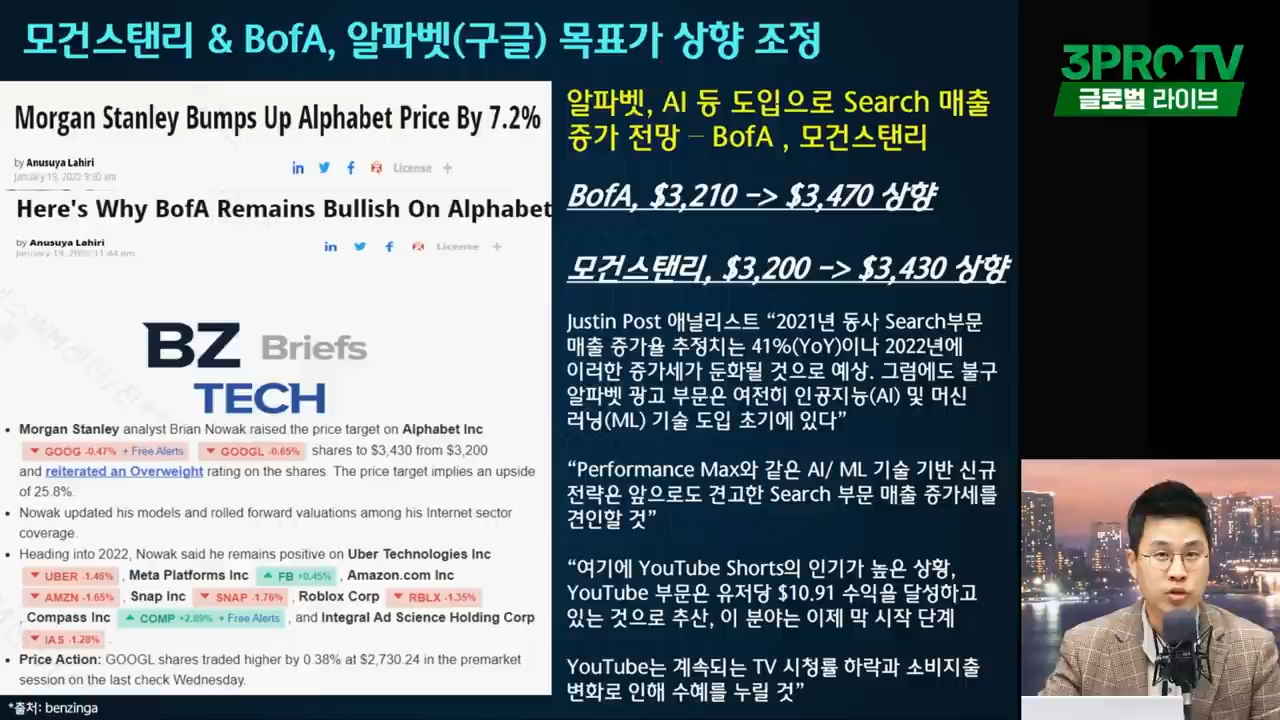 모건스탠리 & BofA, 알파벳(구글) 목표가 상향 조정
3PRO TV
글로벌 라이브
Morgan Stanley Bumps Up Alphabet Price By 7.2%
by Anusuya Lahiri
January 19, 2022 9:30 am
License +
Here's Why BofA Remains Bullish On Alphabet
by Anusuya Lahiri
January 19, 2022 11:44 am
License +
BZ Briefs
TECH
• Morgan Stanley analyst Brian Nowak raised the price target on Alphabet Inc
▼ GOOG -0.47% + Free Alerts ▼ GOOGL -0.65% shares to $3,430 from $3,200
and reiterated an Overweight rating on the shares. The price target implies an upside
of 25.8%.
• Nowak updated his models and rolled forward valuations among his Internet sector
coverage.
• Heading into 2022, Nowak said he remains positive on Uber Technologies Inc
▼ UBER -1.46% , Meta Platforms Inc ▲ FB +0.45% , Amazon.com Inc
▼ AMZN -1.65% , Snap Inc ▼ SNAP -1.76% , Roblox Corp ▼ RBLX -1.35%
, Compass Inc ▲ COMP +2.89% + Free Alerts , and Integral Ad Science Holding Corp
▼ IAS -1.28% .
• Price Action: GOOGL shares traded higher by 0.38% at $2,730.24 in the premarket
session on the last check Wednesday.
*출처: benzinga
알파벳, AI 등 도입으로 Search 매출
증가 전망 – BofA , 모건스탠리
BofA, $3,210 –> $3,470 상향
모건스탠리, $3,200 –> $3,430 상향
Justin Post 애널리스트 “2021년 동사 Search부문
매출 증가율 추정치는 41%(YoY)이나 2022년에
이러한 증가세가 둔화될 것으로 예상. 그럼에도 불구
알파벳 광고 부문은 여전히 인공지능(AI) 및 머신
러닝(ML) 기술 도입 초기에 있다”
“Performance Max와 같은 AI/ ML 기술 기반 신규
전략은 앞으로도 견고한 Search 부문 매출 증가세를
견인할 것”
“여기에 YouTube Shorts의 인기가 높은 상황,
YouTube 부문은 유저당 $10.91 수익을 달성하고
있는 것으로 추산, 이 분야는 이제 막 시작 단계
YouTube는 계속되는 TV 시청률 하락과 소비지출
변화로 인해 수혜를 누릴 것”